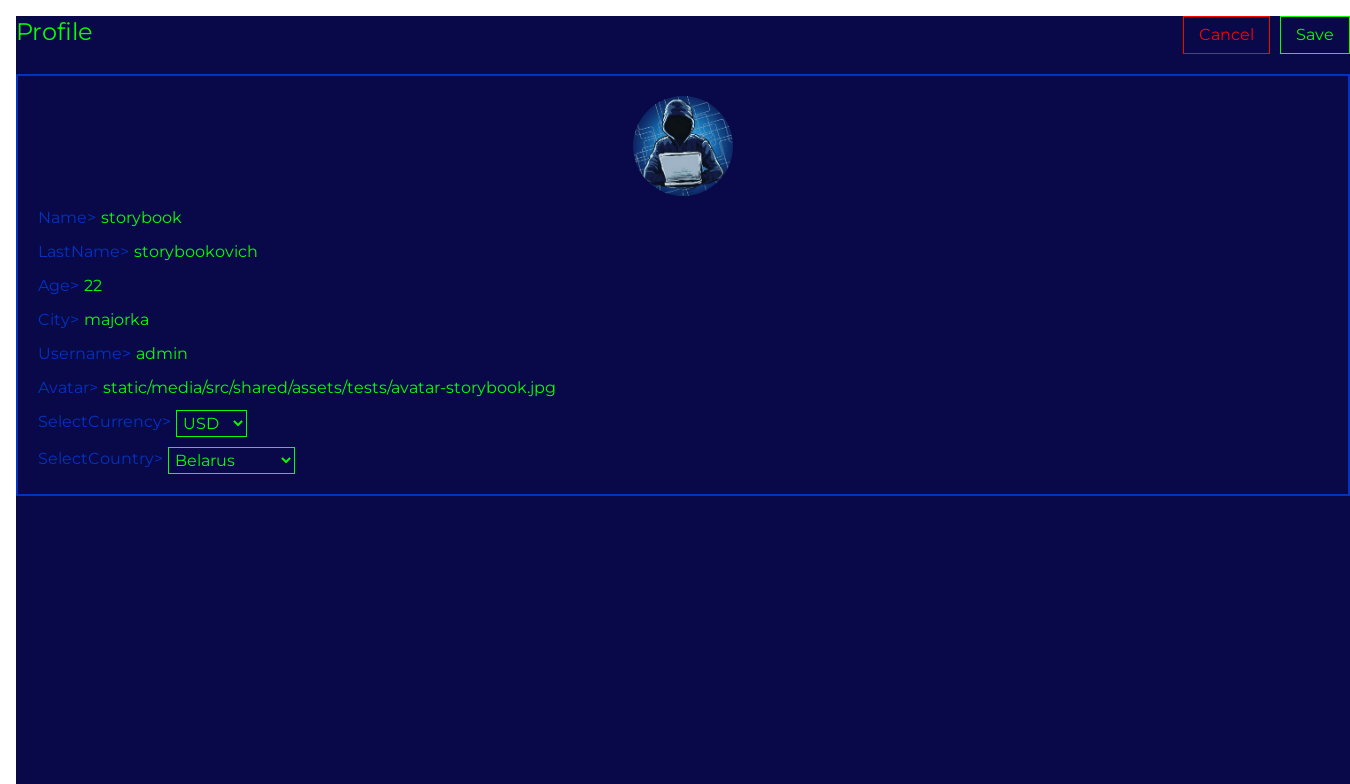 Profile
Cancel
Save
Name> storybook
LastName> storybookovich
Age> 22
City> majorka
Username> admin
Avatar> static/media/src/shared/assets/tests/avatar-storybook.jpg
SelectCurrency> USD
SelectCountry> Belarus